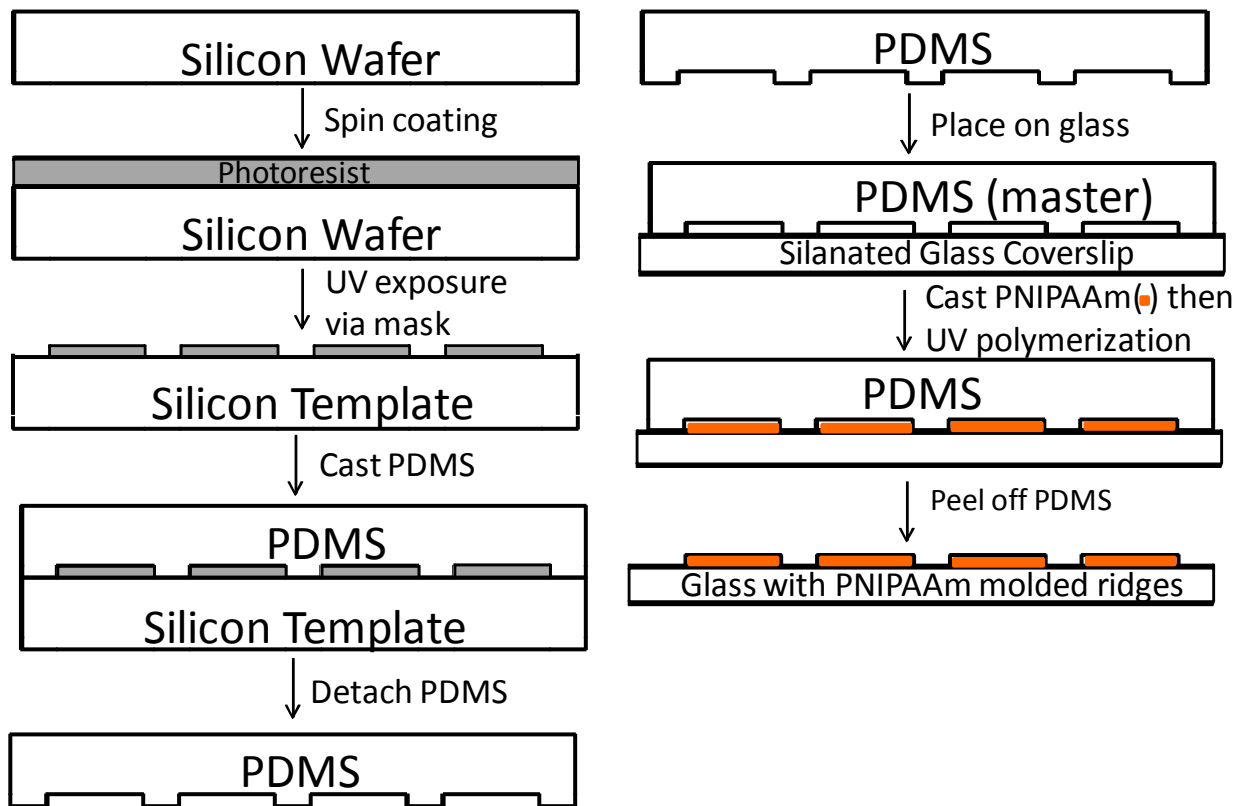 Silicon Wafer
Spin coating
Photoresist
Silicon Wafer
UV exposure
via mask
Silicon Template
Cast PDMS
PDMS
Silicon Template
Detach PDMS
PDMS
PDMS
Place on glass
PDMS (master)
Silanated Glass Coverslip
Cast PNIPAAm( ) then
UV polymerization
PDMS
Peel off PDMS
Glass with PNIPAAm molded ridges